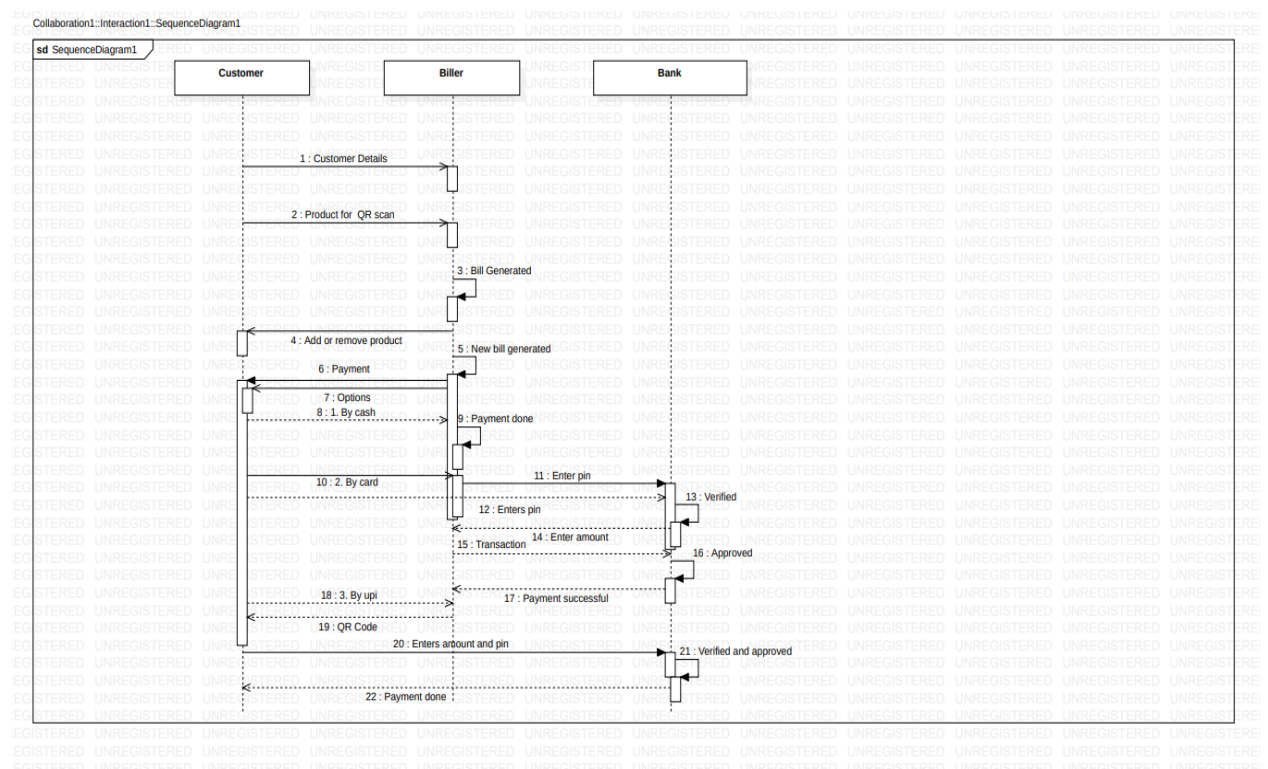 Collaboration1::Interaction1::SequenceDiagram1
sd SequenceDiagram1
Customer
Biller
Bank
1 : Customer Details
2 : Product for QR scan
3 : Bill Generated
4 : Add or remove product
5 : New bill generated
6 : Payment
7 : Options
8 : 1. By cash
9 : Payment done
10 : 2. By card
11 : Enter pin
12 : Enters pin
13 : Verified
14 : Enter amount
15 : Transaction
16 : Approved
17 : Payment successful
18 : 3. By upi
19 : QR Code
20 : Enters amount and pin
21 : Verified and approved
22 : Payment done
UNREGISTERED